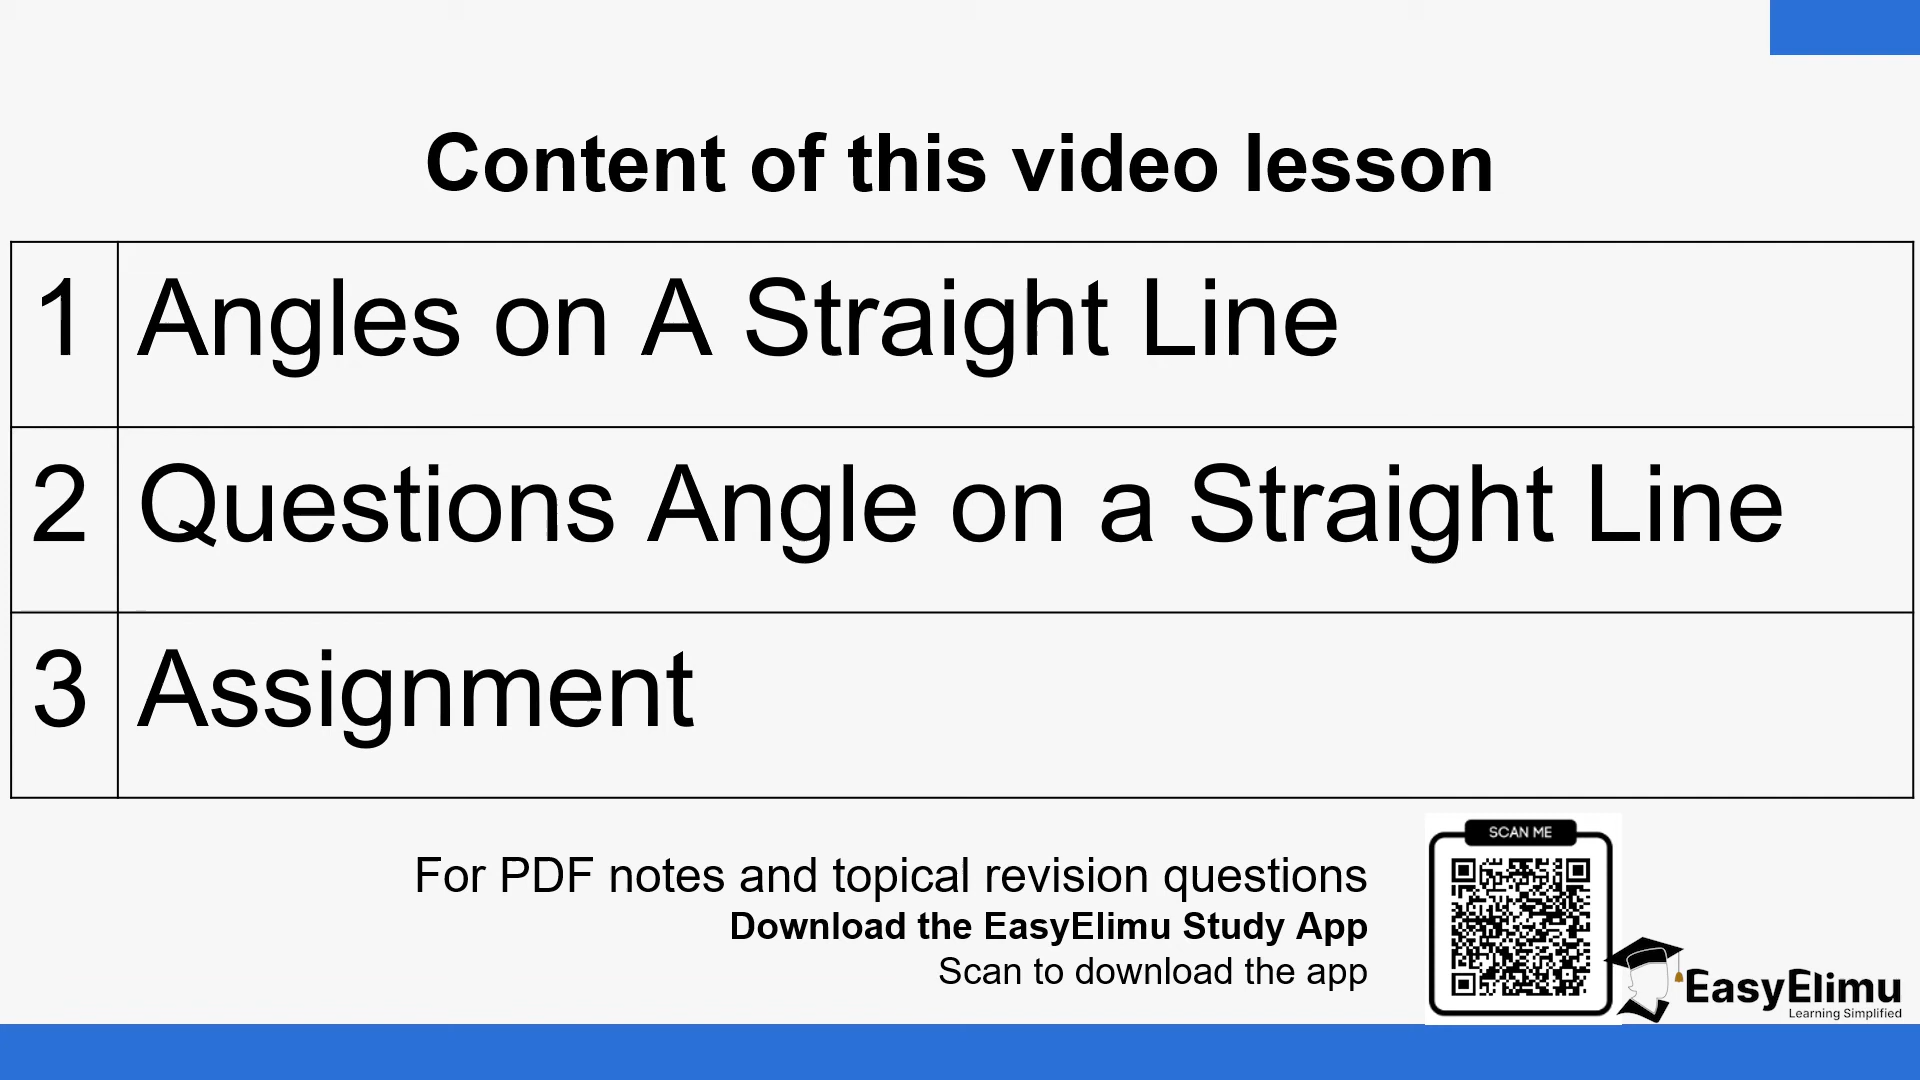 Content of this video lesson
1 Angles on A Straight Line
2 Questions Angle on a Straight Line
3 Assignment
For PDF notes and topical revision questions
Download the EasyElimu Study App
Scan to download the app
SCAN ME
EasyElimu
Learning Simplified